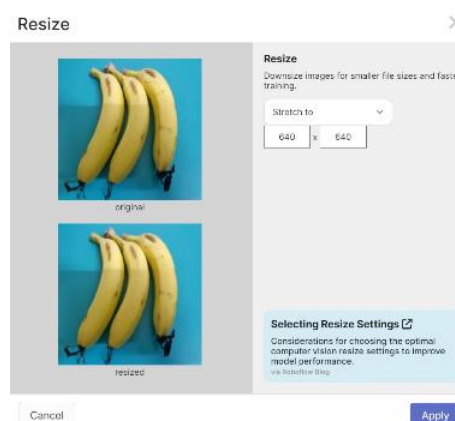 Resize
original
resized
Resize
Downsize images for smaller file sizes and faste
training.
Stretch to
640 x 640
Selecting Resize Settings
Considerations for choosing the optimal
computer vision resize settings to improve
model performance.
via Roboflow Blog
Cancel
Apply